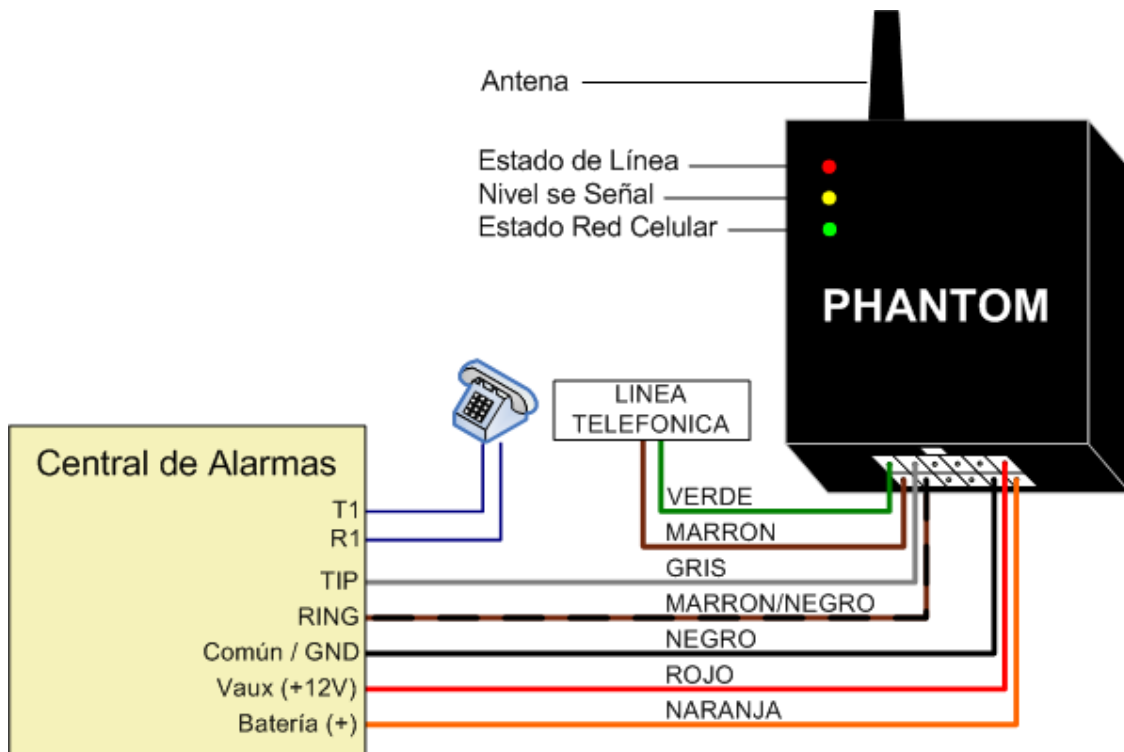 Antena
Estado de Línea
Nivel se Señal
Estado Red Celular
PHANTOM
LINEA
TELEFONICA
Central de Alarmas
T1
R1
TIP
RING
Común / GND
Vaux (+12V)
Batería (+)
VERDE
MARRON
GRIS
MARRON/NEGRO
NEGRO
ROJO
NARANJA